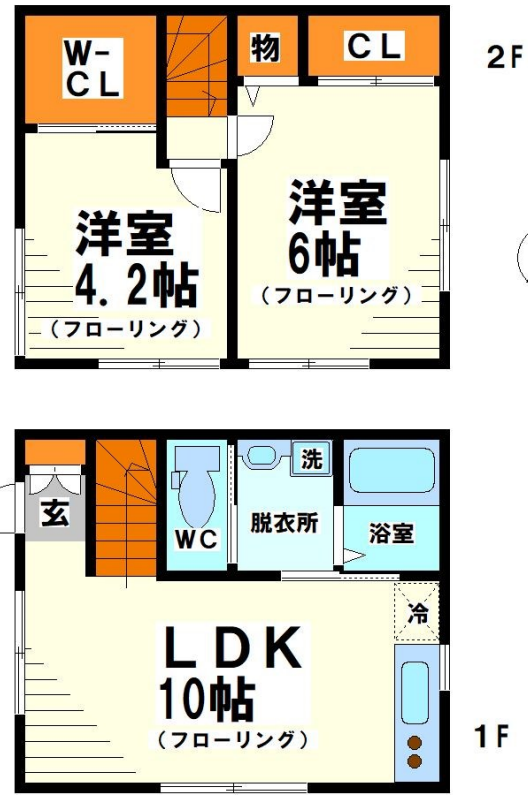 W-
CL
物
CL
2F
洋室
4.2帖
(フローリング)
洋室
6帖
(フローリング)
玄
WC
洗
脱衣所
浴室
冷
LDK
10帖
(フローリング)
1F